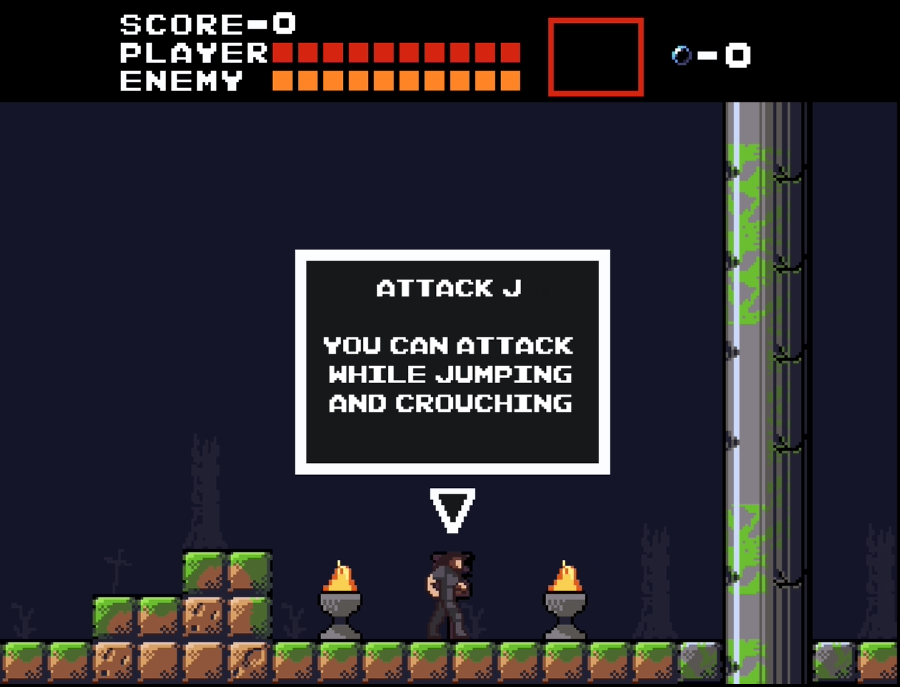 SCORE-0
PLAYER
ENEMY
-0
ATTACK J
YOU CAN ATTACK
WHILE JUMPING
AND CROUCHING